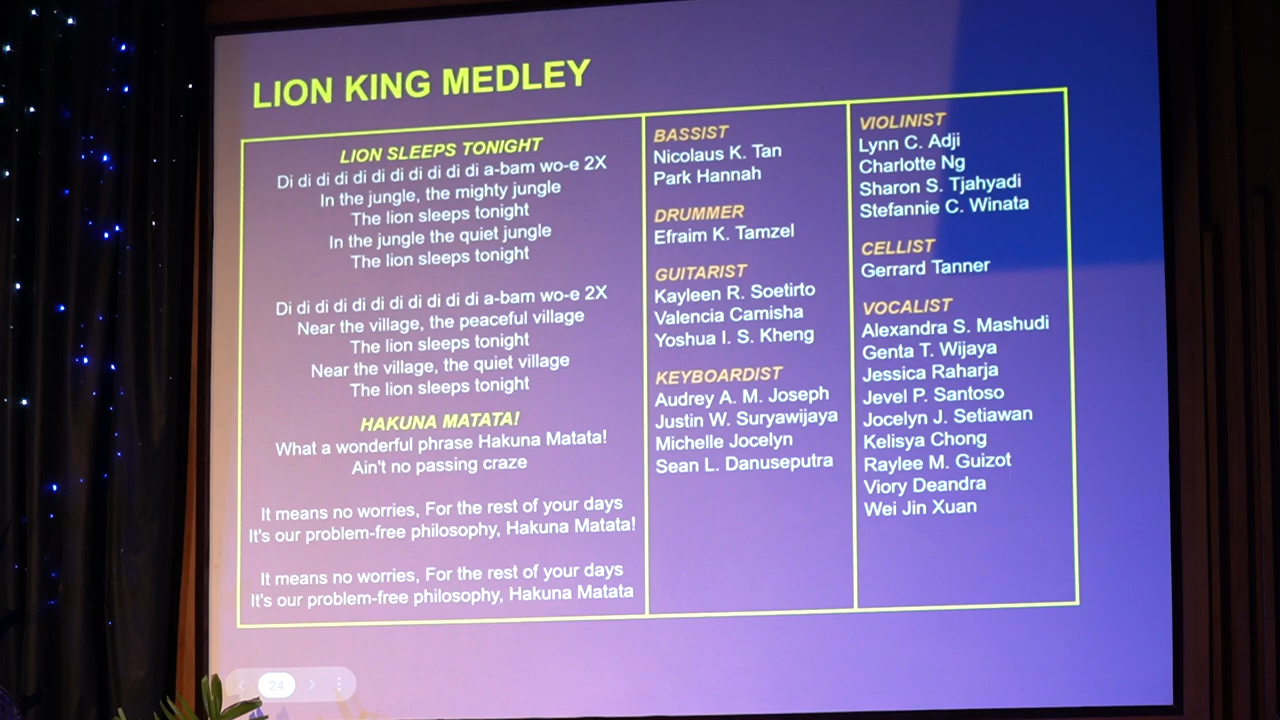 LION KING MEDLEY
LION SLEEPS TONIGHT
Di di di di di di di di di di a-bam wo-e 2X
In the jungle, the mighty jungle
The lion sleeps tonight
In the jungle the quiet jungle
The lion sleeps tonight
Di di di di di di di di di di a-bam wo-e 2X
Near the village, the peaceful village
The lion sleeps tonight
Near the village, the quiet village
The lion sleeps tonight
HAKUNA MATATA!
What a wonderful phrase Hakuna Matata!
Ain't no passing craze
It means no worries, For the rest of your days
It's our problem-free philosophy, Hakuna Matata!
It means no worries, For the rest of your days
It's our problem-free philosophy, Hakuna Matata
BASSIST
Nicolaus K. Tan
Park Hannah
DRUMMER
Efraim K. Tamzel
GUITARIST
Kayleen R. Soetirto
Valencia Camisha
Yoshua I. S. Kheng
KEYBOARDIST
Audrey A. M. Joseph
Justin W. Suryawijaya
Michelle Jocelyn
Sean L. Danuseputra
VIOLINIST
Lynn C. Adji
Charlotte Ng
Sharon S. Tjahyadi
Stefannie C. Winata
CELLIST
Gerrard Tanner
VOCALIST
Alexandra S. Mashudi
Genta T. Wijaya
Jessica Raharja
Jevel P. Santoso
Jocelyn J. Setiawan
Kelisya Chong
Raylee M. Guizot
Viory Deandra
Wei Jin Xuan
24